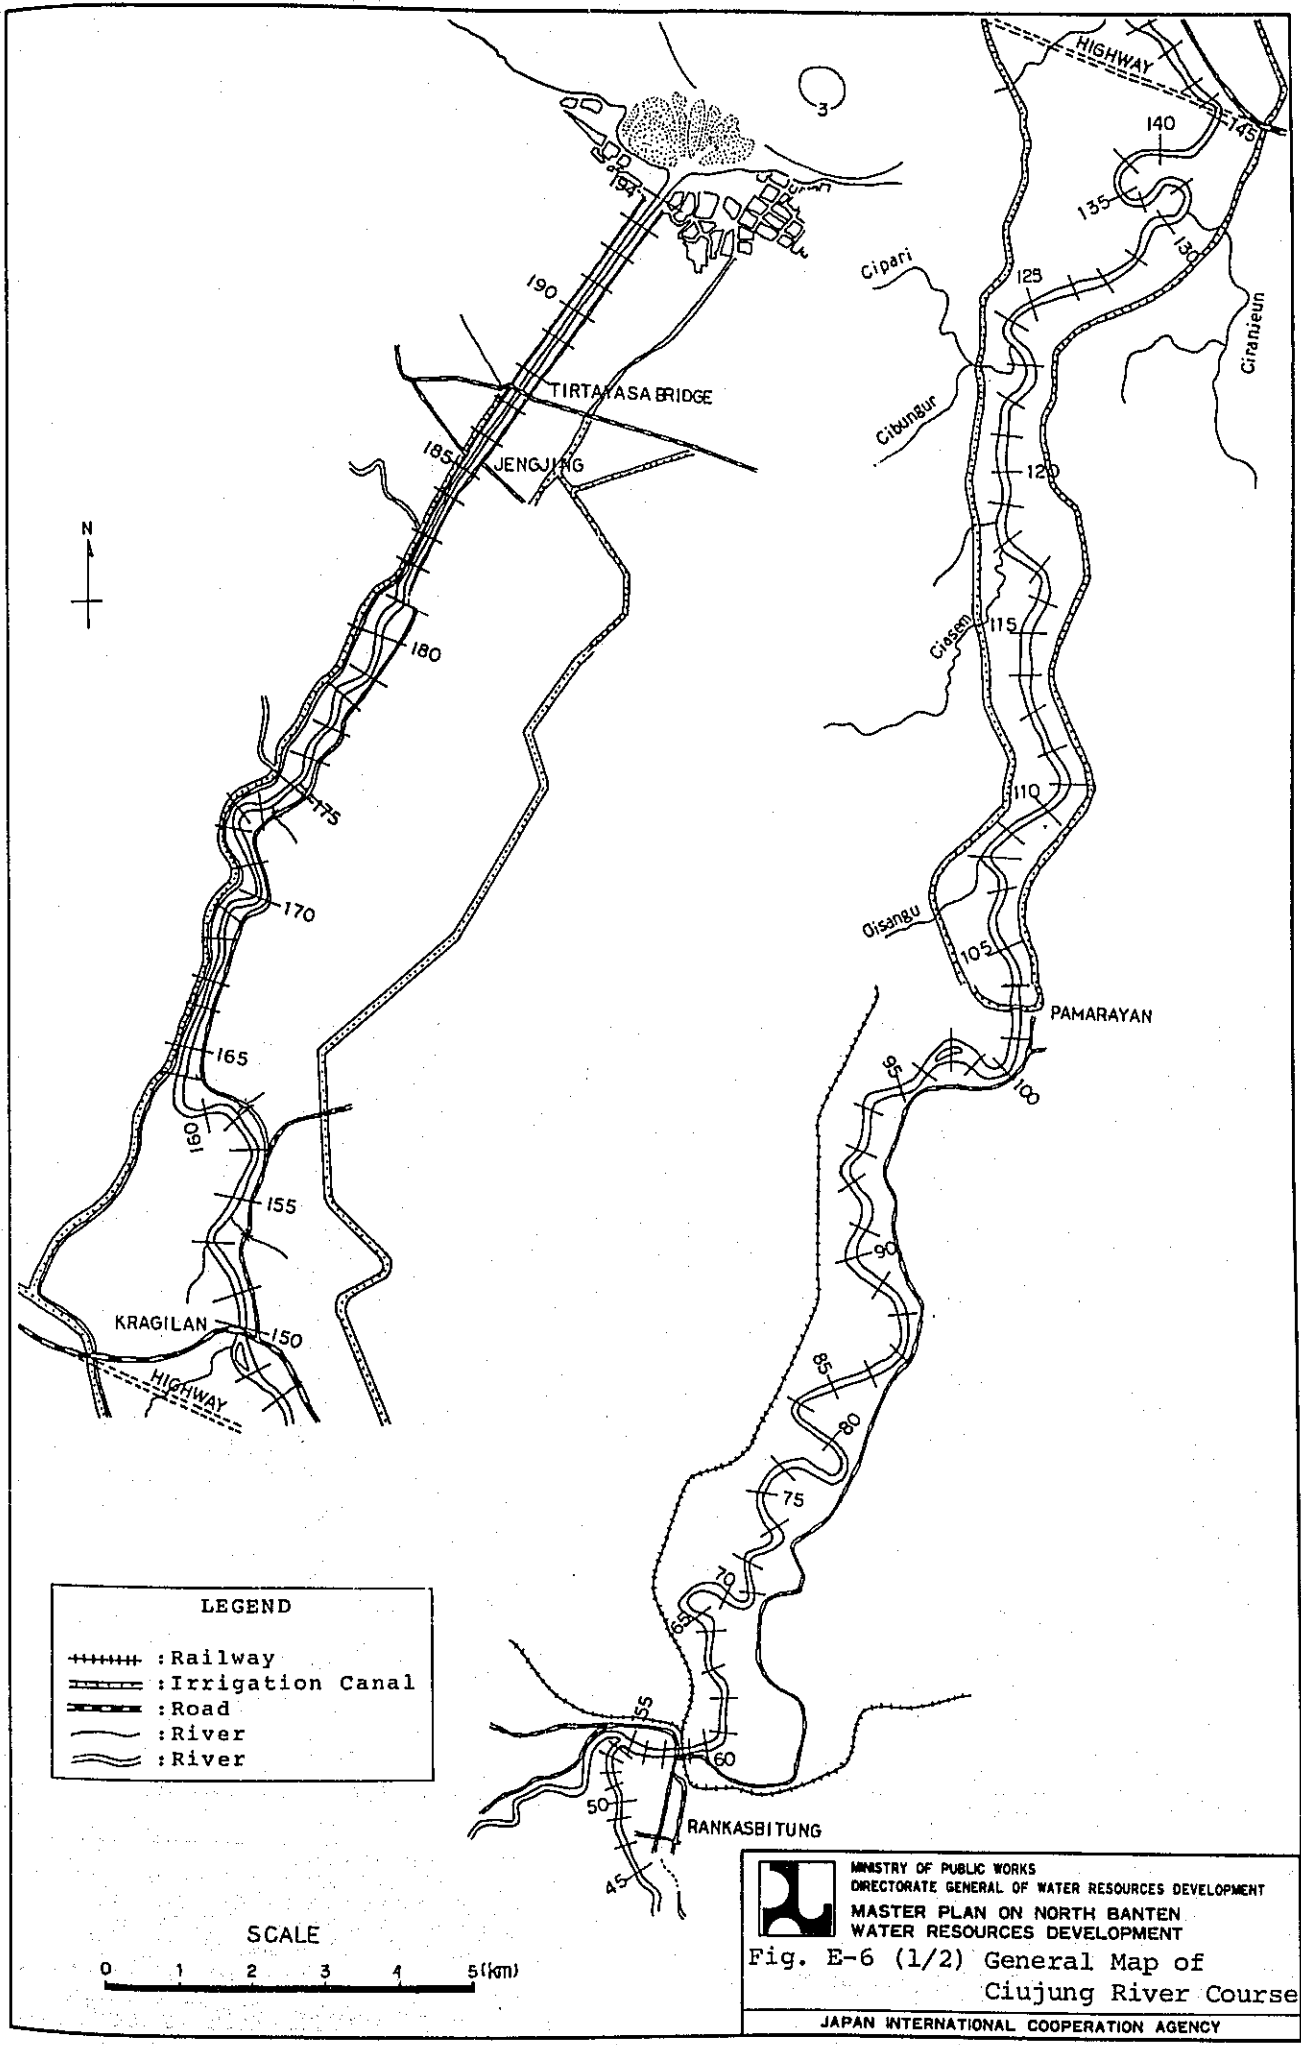 HIGHWAY
3
140
145
135
130
194
Cipari
125
Ciranjeun
190
TIRTAYASA BRIDGE
Cibungur
185
JENGJING
120
N
115
Ciasem
180
110
175
Cisangu
170
105
PAMARAYAN
165
95
100
160
155
90
KRAGILAN
150
85
HIGHWAY
80
75
70
65
LEGEND
:Railway
:Irrigation Canal
:Road
:River
:River
55
60
50
RANKASBITUNG
45
SCALE
0 1 2 3 4 5(km)
MINISTRY OF PUBLIC WORKS
DIRECTORATE GENERAL OF WATER RESOURCES DEVELOPMENT
MASTER PLAN ON NORTH BANTEN
WATER RESOURCES DEVELOPMENT
Fig. E-6 (1/2) General Map of
Ciujung River Course
JAPAN INTERNATIONAL COOPERATION AGENCY